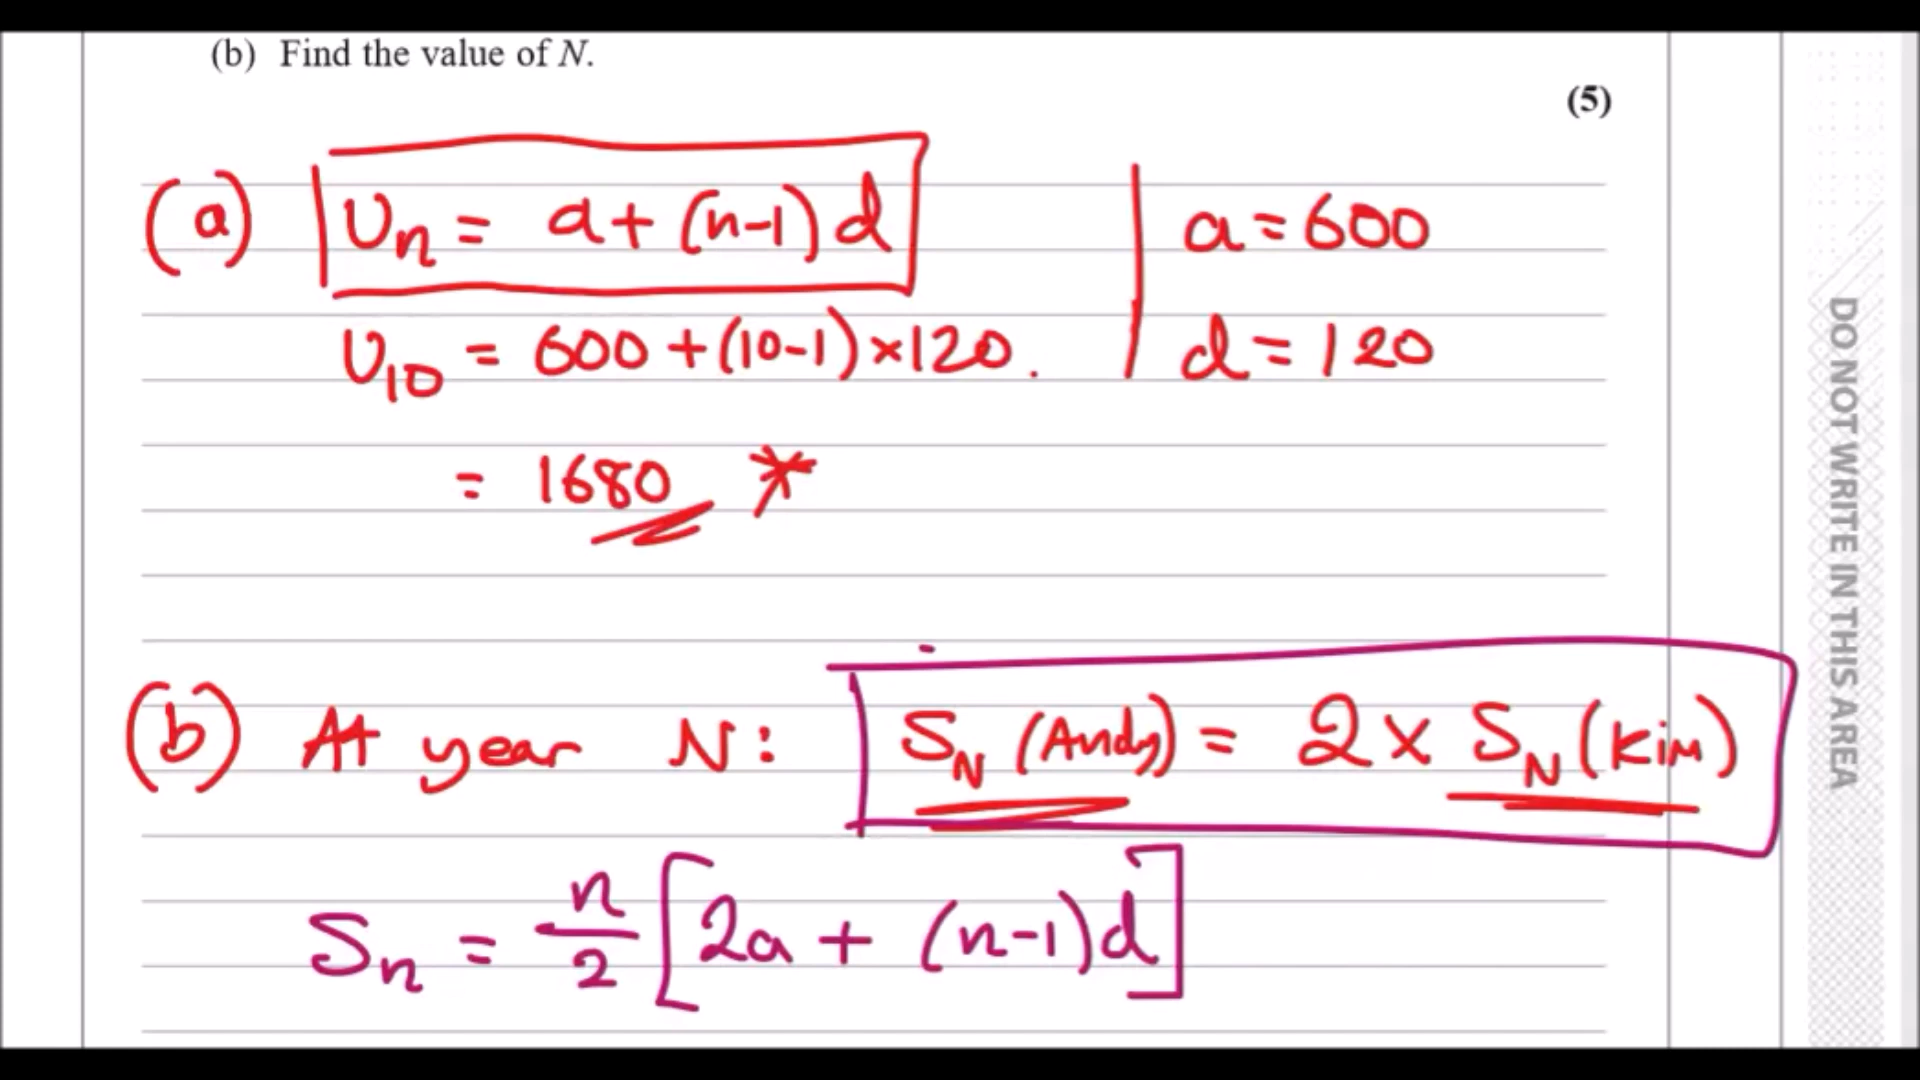 (b) Find the value of N.
(5)
(a) Un = a + (n-1) d
a = 600
U10 = 600 + (10-1) × 120.
d = 120
= 1680 *
(b) At year N: SN (Andy) = 2 × SN (Kim)
Sn = n/2 [2a + (n-1)d]
DO NOT WRITE IN THIS AREA